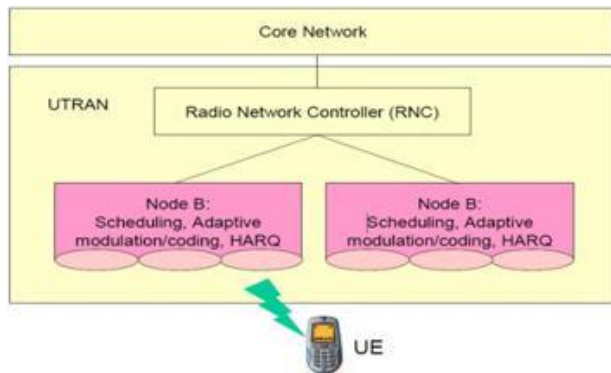 Core Network
UTRAN
Radio Network Controller (RNC)
Node B:
Scheduling, Adaptive
modulation/coding, HARQ
Node B:
Scheduling, Adaptive
modulation/coding, HARQ
UE